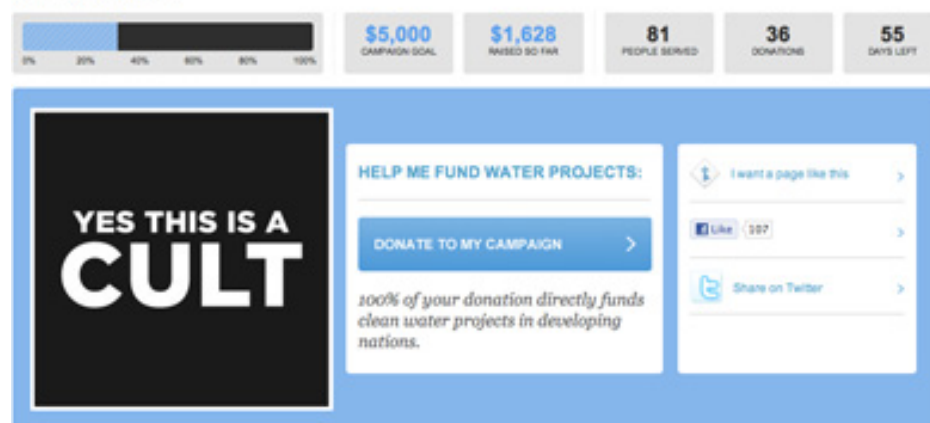 $5,000
CAMPAIGN GOAL
$1,628
RAISED SO FAR
81
PEOPLE SERVED
36
DONATIONS
55
DAYS LEFT
0% 20% 40% 60% 80% 100%
YES THIS IS A
CULT
HELP ME FUND WATER PROJECTS:
DONATE TO MY CAMPAIGN
100% of your donation directly funds
clean water projects in developing
nations.
I want a page like this
Like 107
Share on Twitter